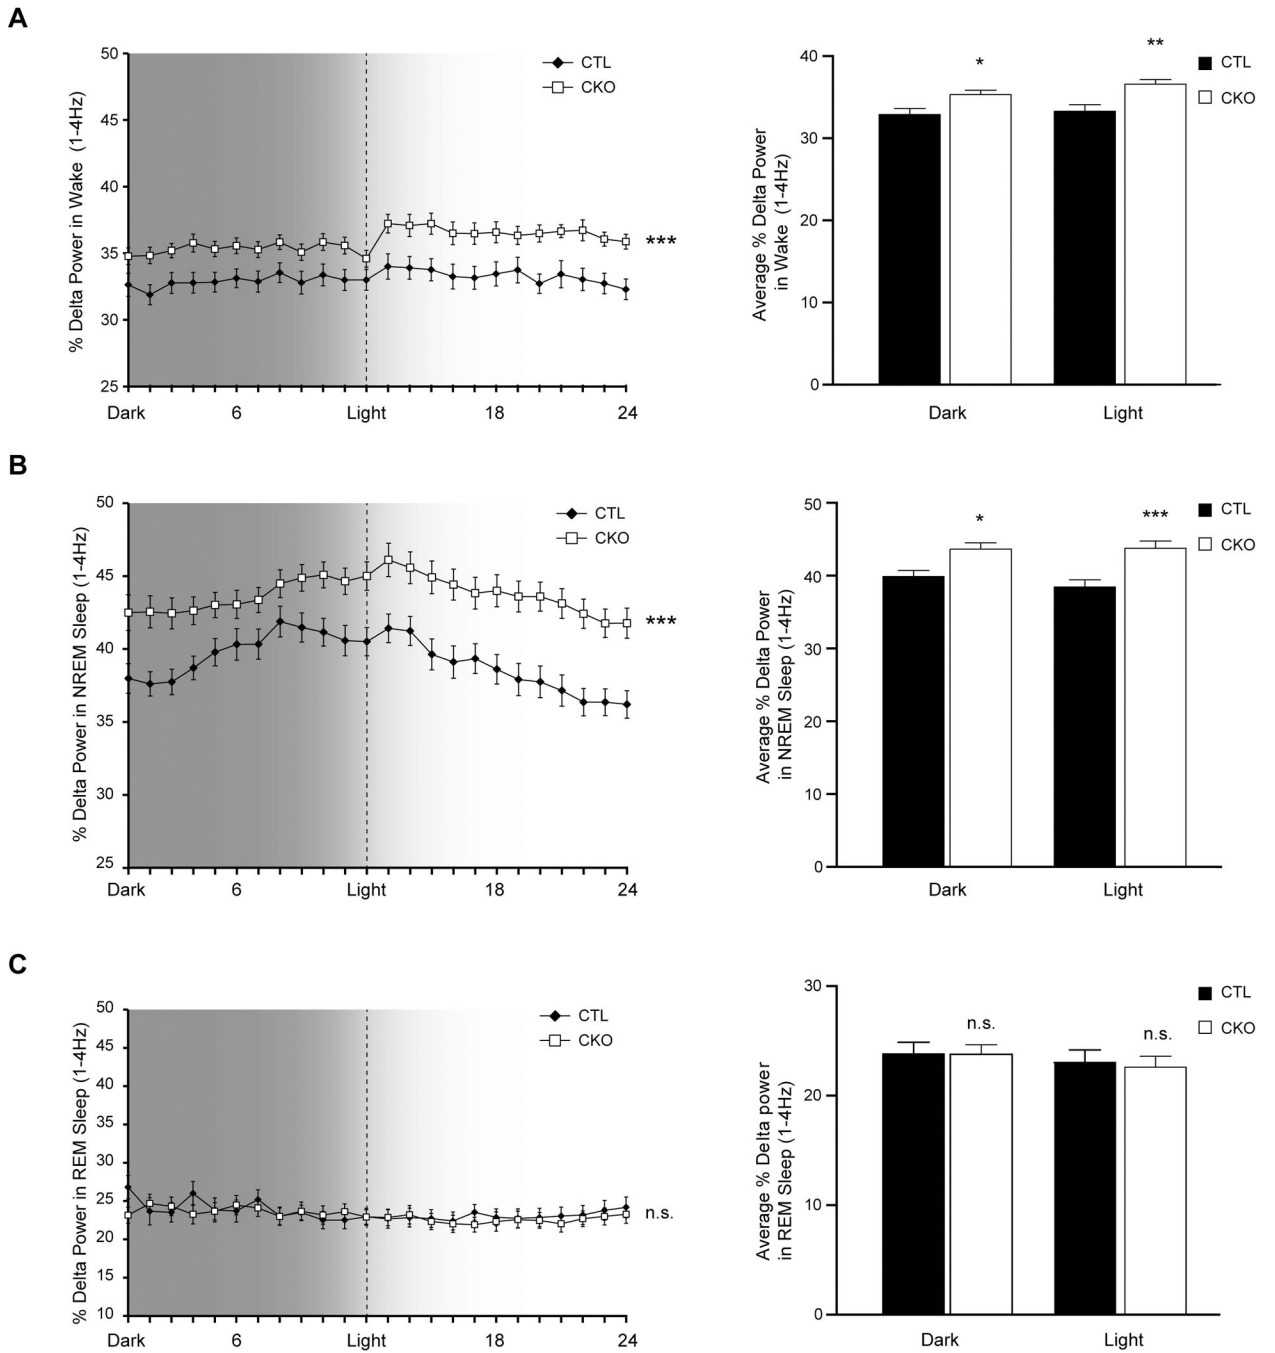 A
% Delta Power in Wake (1-4Hz)
50
45
40
35
30
25
Dark 6 Light 18 24
CTL
CKO
***
Average % Delta Power
in Wake (1-4Hz)
40
30
20
10
0
* **
CTL
CKO
Dark Light
B
% Delta Power in NREM Sleep (1-4Hz)
50
45
40
35
30
25
Dark 6 Light 18 24
CTL
CKO
***
Average % Delta Power
in NREM Sleep (1-4Hz)
50
40
30
20
10
0
* ***
CTL
CKO
Dark Light
C
% Delta Power in REM Sleep (1-4Hz)
50
45
40
35
30
25
20
15
10
Dark 6 Light 18 24
CTL
CKO
n.s.
Average % Delta power
in REM Sleep (1-4Hz)
30
20
10
0
n.s. n.s.
CTL
CKO
Dark Light